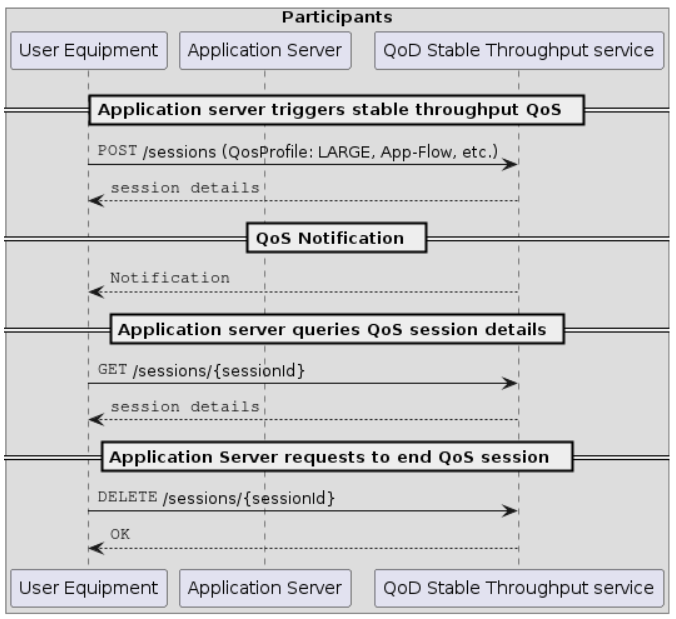 Participants
User Equipment
Application Server
QoD Stable Throughput service
Application server triggers stable throughput QoS
POST /sessions (QosProfile: LARGE, App-Flow, etc.)
session details
QoS Notification
Notification
Application server queries QoS session details
GET /sessions/{sessionId}
session details
Application Server requests to end QoS session
DELETE /sessions/{sessionId}
OK
User Equipment
Application Server
QoD Stable Throughput service